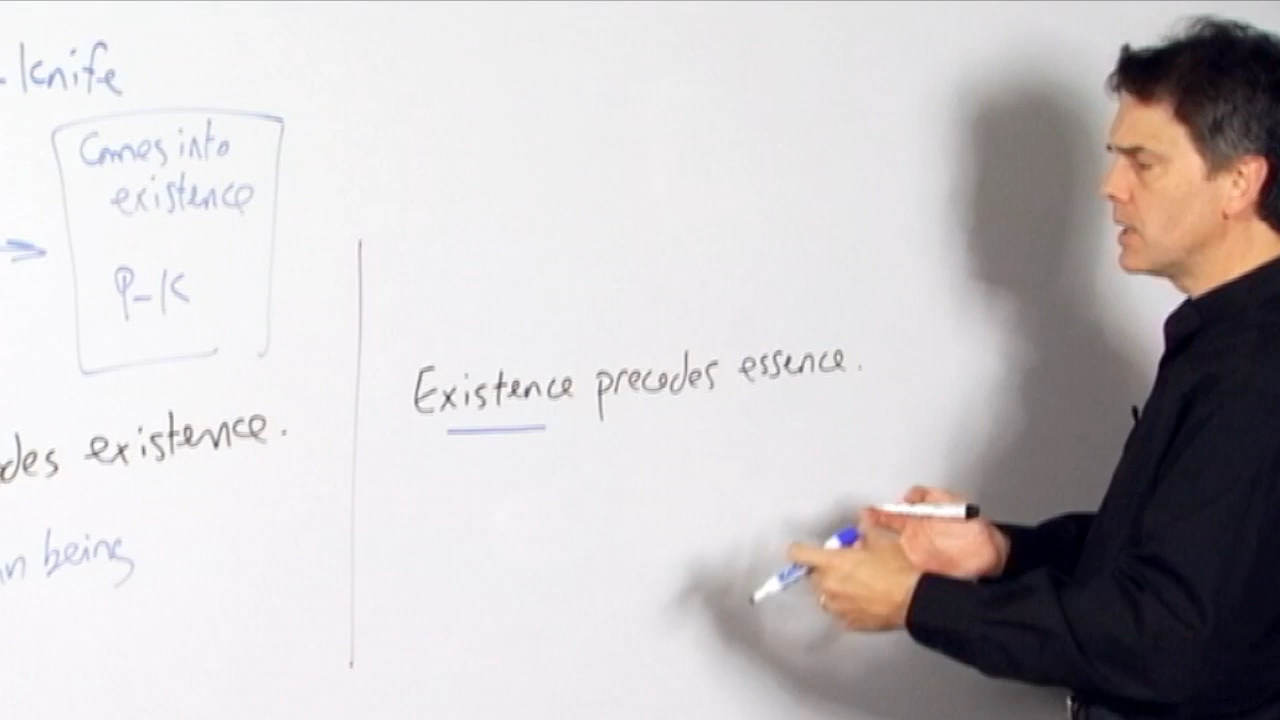 - knife
Comes into
existence
P-K
des existence.
n being
Existence precedes essence.